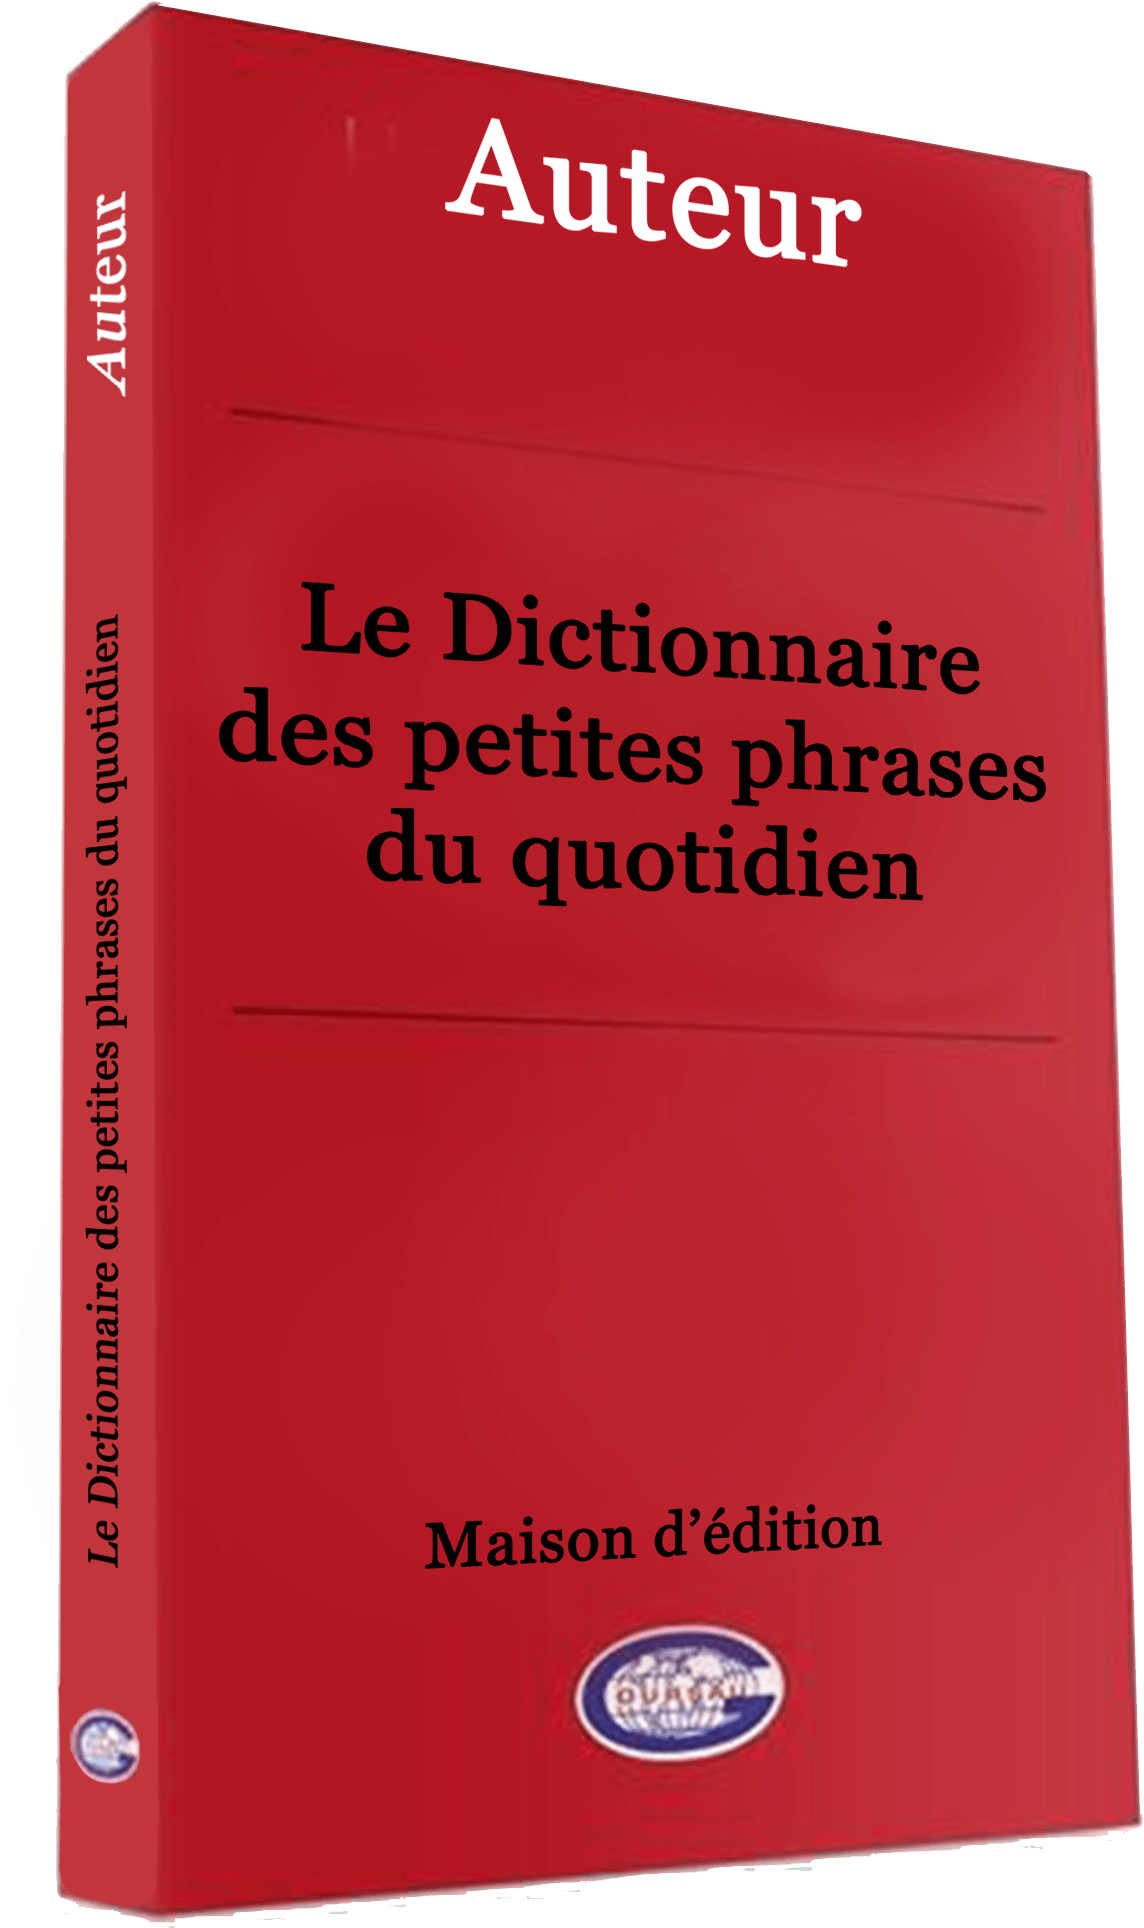 Auteur
Le Dictionnaire
des petites phrases
du quotidien
Maison d’édition
Auteur
Le Dictionnaire des petites phrases du quotidien